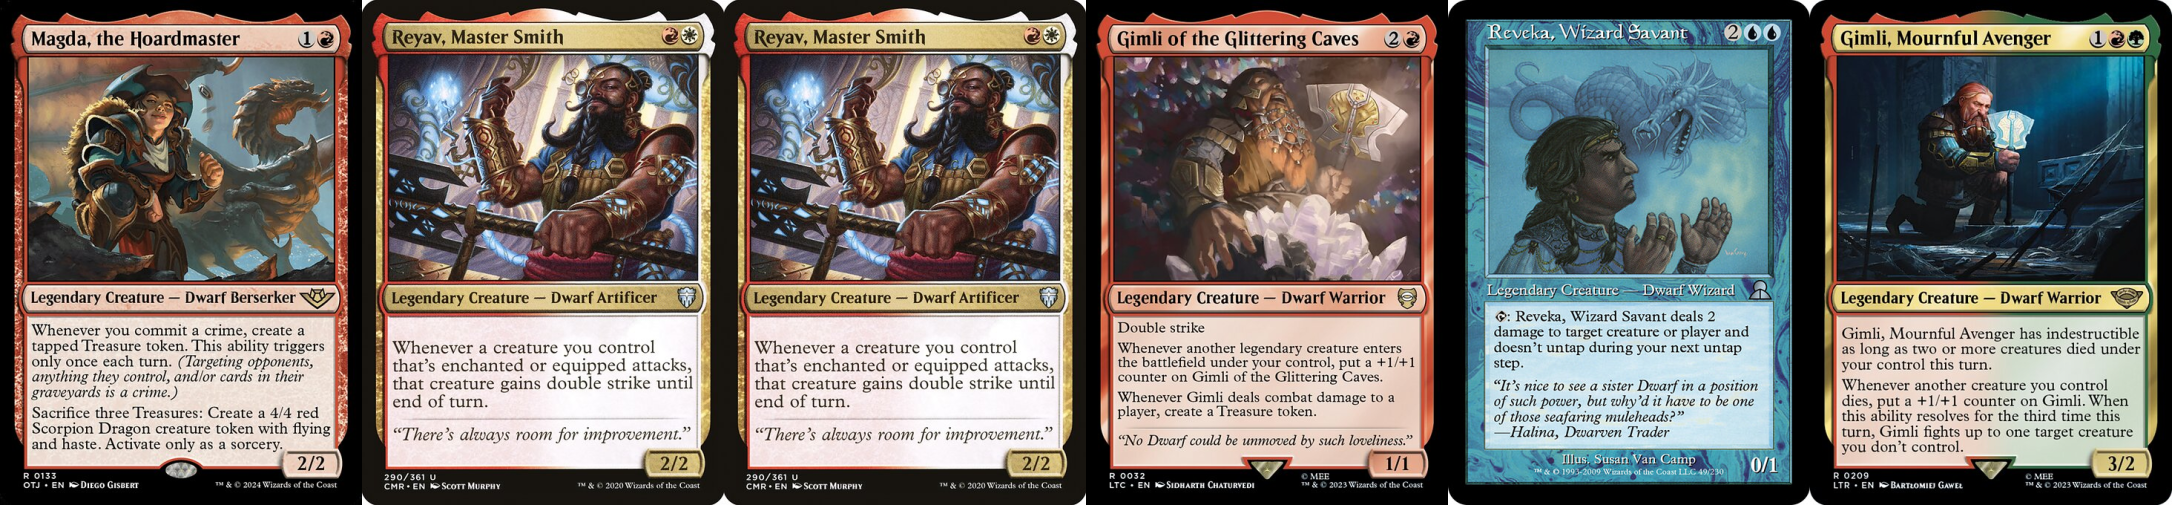 Magda, the Hoardmaster 1
Legendary Creature — Dwarf Berserker
Whenever you commit a crime, create a
tapped Treasure token. This ability triggers
only once each turn. (Targeting opponents,
anything they control, and/or cards in their
graveyards is a crime.)
Sacrifice three Treasures: Create a 4/4 red
Scorpion Dragon creature token with flying
and haste. Activate only as a sorcery.
2/2
R 0133
OTJ • EN Diego Gisbert
™ & © 2024 Wizards of the Coast
Reyav, Master Smith
Legendary Creature — Dwarf Artificer
Whenever a creature you control
that's enchanted or equipped attacks,
that creature gains double strike until
end of turn.
"There's always room for improvement."
2/2
290/361 U
CMR • EN Scott Murphy
™ & © 2020 Wizards of the Coast
Reyav, Master Smith
Legendary Creature — Dwarf Artificer
Whenever a creature you control
that's enchanted or equipped attacks,
that creature gains double strike until
end of turn.
"There's always room for improvement."
2/2
290/361 U
CMR • EN Scott Murphy
™ & © 2020 Wizards of the Coast
Gimli of the Glittering Caves 2
Legendary Creature — Dwarf Warrior
Double strike
Whenever another legendary creature enters
the battlefield under your control, put a +1/+1
counter on Gimli of the Glittering Caves.
Whenever Gimli deals combat damage to a
player, create a Treasure token.
"No Dwarf could be unmoved by such loveliness."
1/1
R 0032
LTC • EN Sidharth Chaturvedi
© MEE
™ & © 2023 Wizards of the Coast
Reveka, Wizard Savant 2
Legendary Creature — Dwarf Wizard
: Reveka, Wizard Savant deals 2
damage to target creature or player and
doesn't untap during your next untap
step.
"It's nice to see a sister Dwarf in a position
of such power, but why'd it have to be one
of those seafaring muleheads?"
—Halina, Dwarven Trader
Illus. Susan Van Camp
™ & © 1993-2009 Wizards of the Coast LLC 49/230
0/1
Gimli, Mournful Avenger 1
Legendary Creature — Dwarf Warrior
Gimli, Mournful Avenger has indestructible
as long as two or more creatures died under
your control this turn.
Whenever another creature you control
dies, put a +1/+1 counter on Gimli. When
this ability resolves for the third time this
turn, Gimli fights up to one target creature
you don't control.
3/2
R 0209
LTR • EN Bartłomiej Gaweł
© MEE
™ & © 2023 Wizards of the Coast